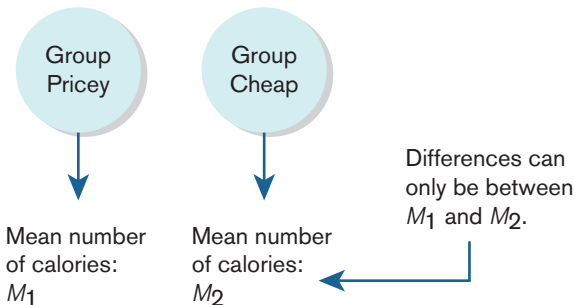 Group
Pricey
Group
Cheap
Differences can
only be between
M1 and M2.
Mean number
of calories:
M1
Mean number
of calories:
M2